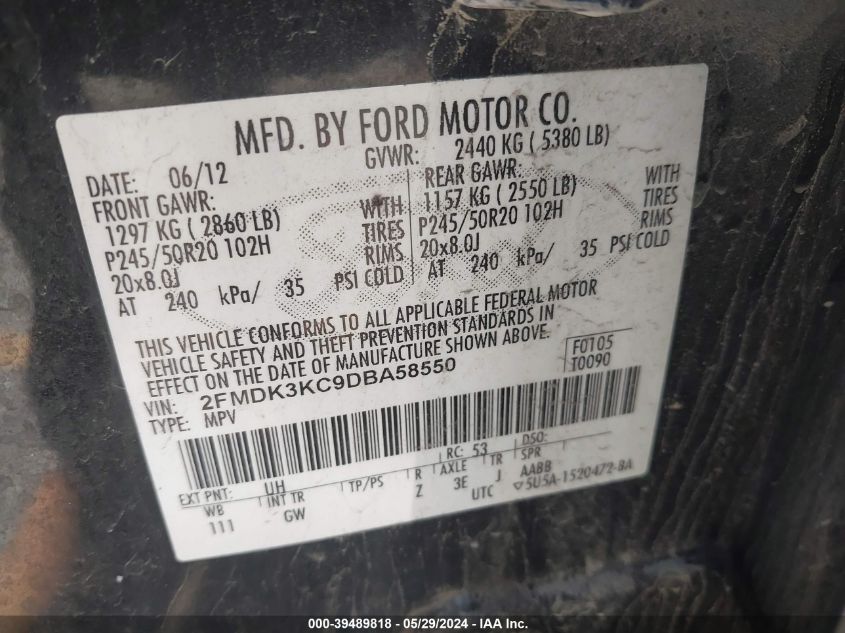 MFD. BY FORD MOTOR CO.
DATE: 06/12 GVWR: 2440 KG ( 5380 LB)
FRONT GAWR: REAR GAWR:
1297 KG ( 2860 LB) WITH 1157 KG ( 2550 LB) WITH
P245/50R20 102H TIRES P245/50R20 102H TIRES
20x8.0J RIMS 20x8.0J RIMS
AT 240 kPa/ 35 PSI COLD AT 240 kPa/ 35 PSI COLD
THIS VEHICLE CONFORMS TO ALL APPLICABLE FEDERAL MOTOR
VEHICLE SAFETY AND THEFT PREVENTION STANDARDS IN
EFFECT ON THE DATE OF MANUFACTURE SHOWN ABOVE.
VIN: 2FMDK3KC9DBA58550 F0105
TYPE: MPV T0090
RC: 53 DSO:
EXT PNT: UH
WB INT TR TP/PS R AXLE TR SPR
111 GW Z 3E J AABB
UTC ▽5U5A-1520472-BA
000-39489818 - 05/29/2024 - IAA Inc.